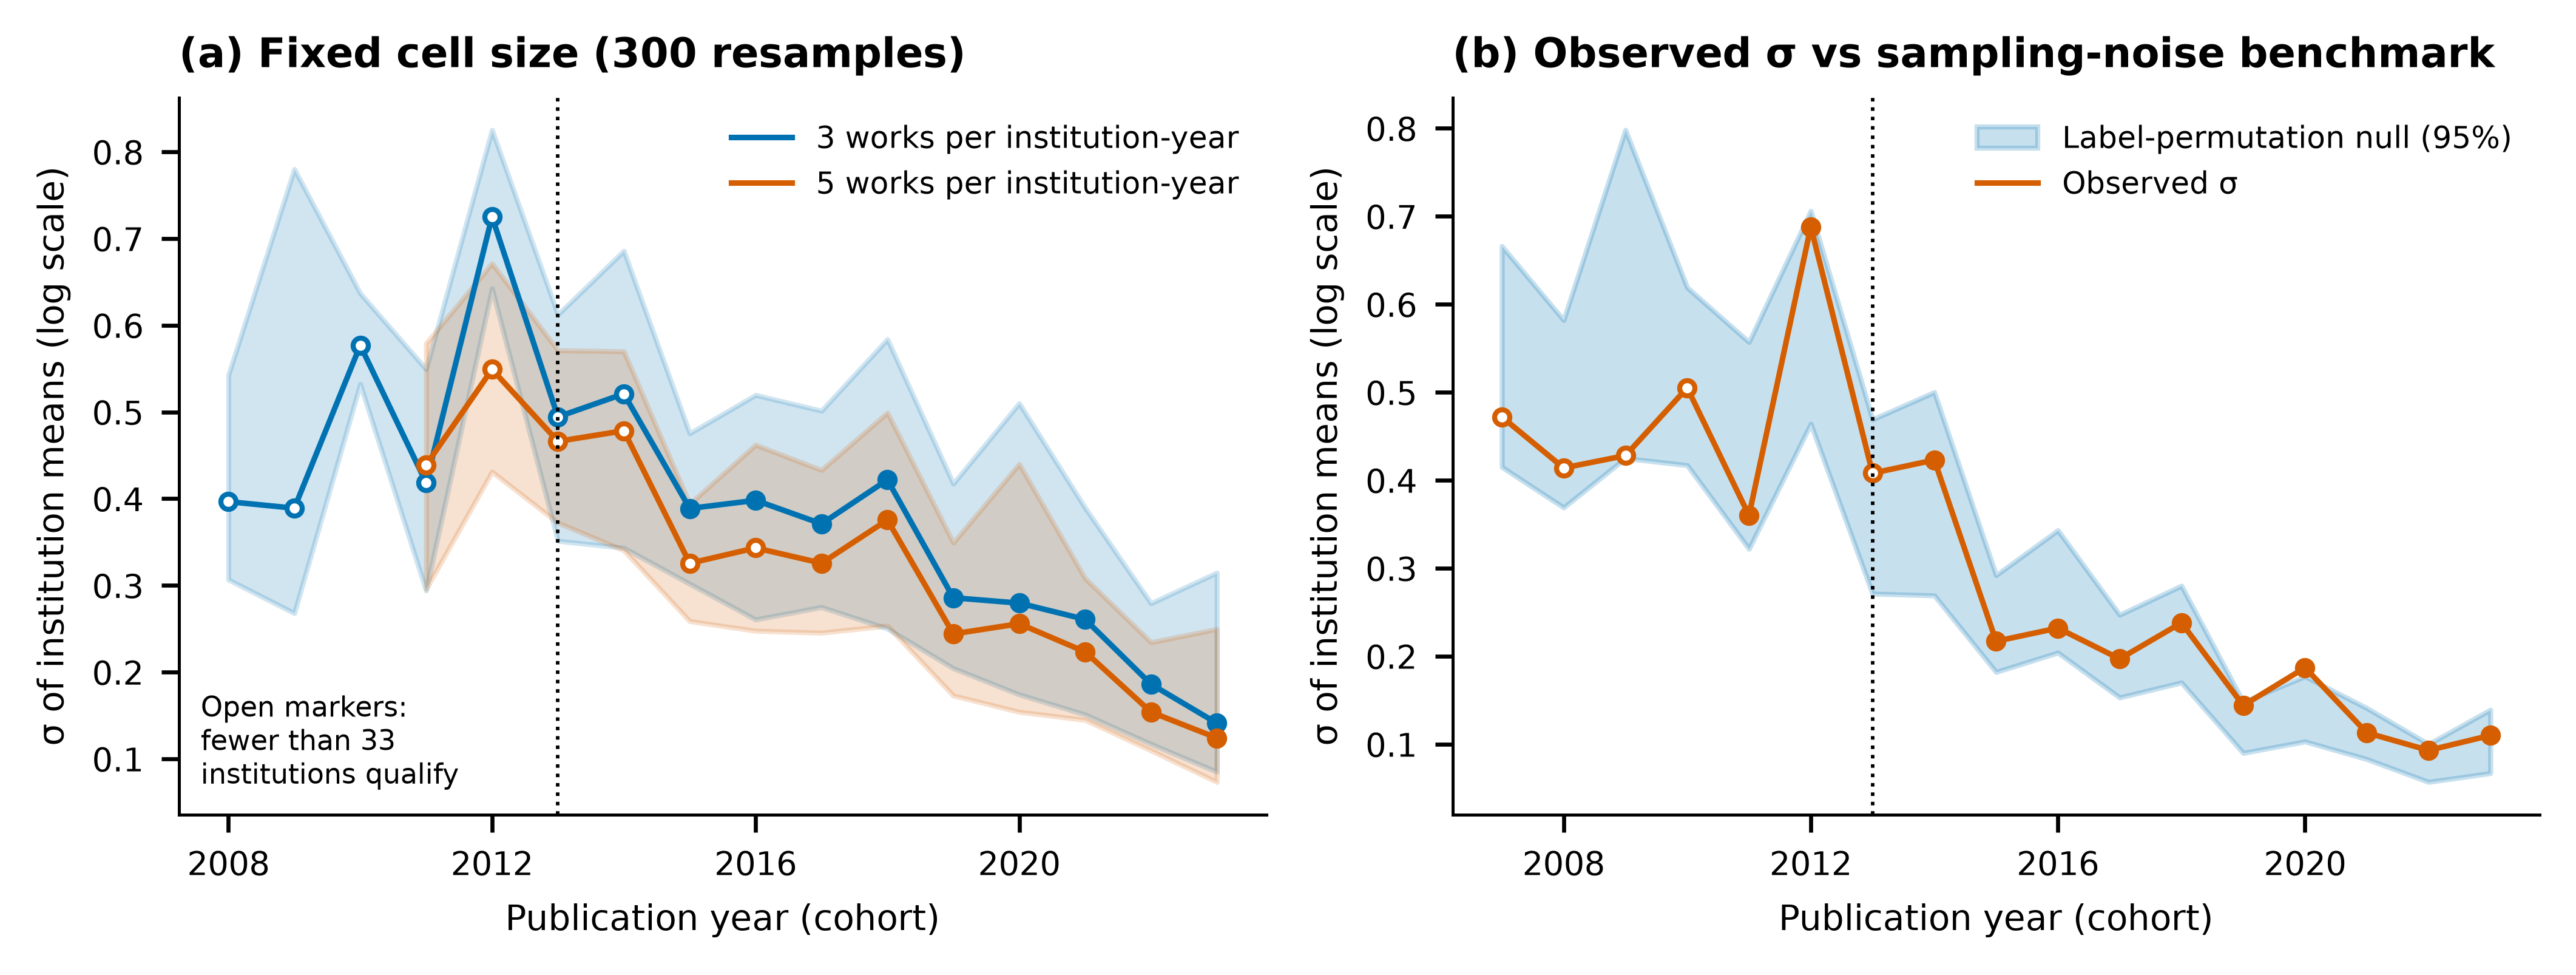 (a) Fixed cell size (300 resamples)
σ of institution means (log scale)
0.8
0.7
0.6
0.5
0.4
0.3
0.2
0.1
3 works per institution-year
5 works per institution-year
Open markers:
fewer than 33
institutions qualify
2008 2012 2016 2020
Publication year (cohort)
(b) Observed σ vs sampling-noise benchmark
σ of institution means (log scale)
0.8
0.7
0.6
0.5
0.4
0.3
0.2
0.1
Label-permutation null (95%)
Observed σ
2008 2012 2016 2020
Publication year (cohort)